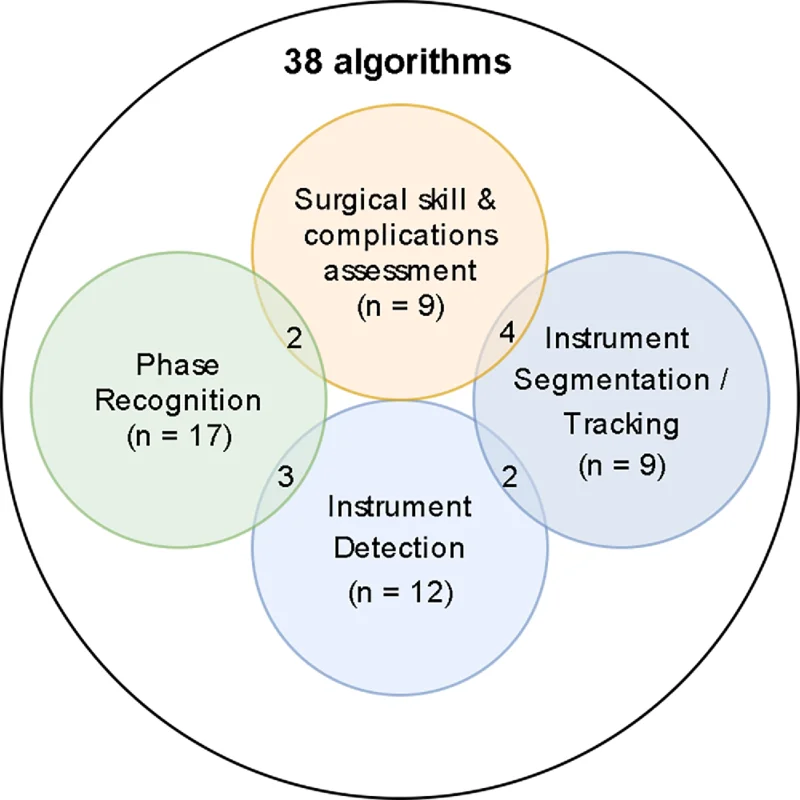 38 algorithms
Surgical skill &
complications
assessment
(n = 9)
2
4
Phase
Recognition
(n = 17)
Instrument
Segmentation /
Tracking
(n = 9)
3
2
Instrument
Detection
(n = 12)